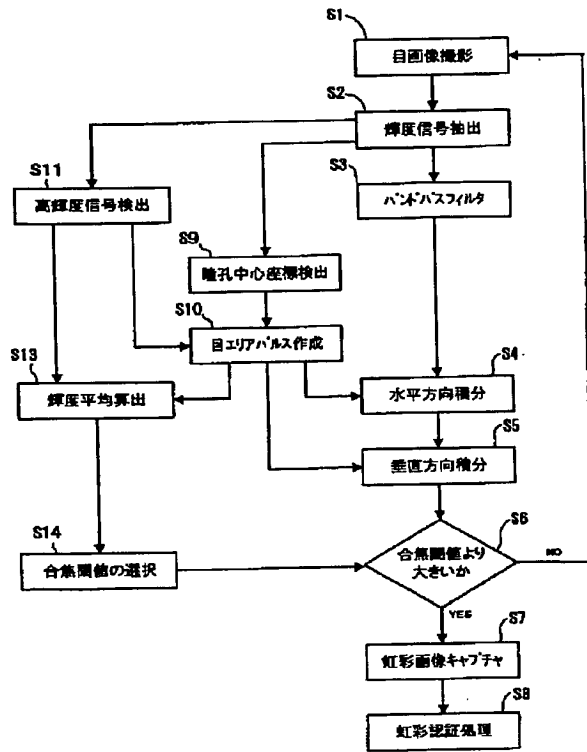 S1
目画像撮影
S2
輝度信号抽出
S11
高輝度信号検出
S3
バンドパスフィルタ
S9
瞳孔中心座標検出
S10
目エリアパルス作成
S13
輝度平均算出
S4
水平方向積分
S5
垂直方向積分
S14
合焦閾値の選択
S6
合焦閾値より
大きいか
NO
YES
S7
虹彩画像キャプチャ
S8
虹彩認証処理